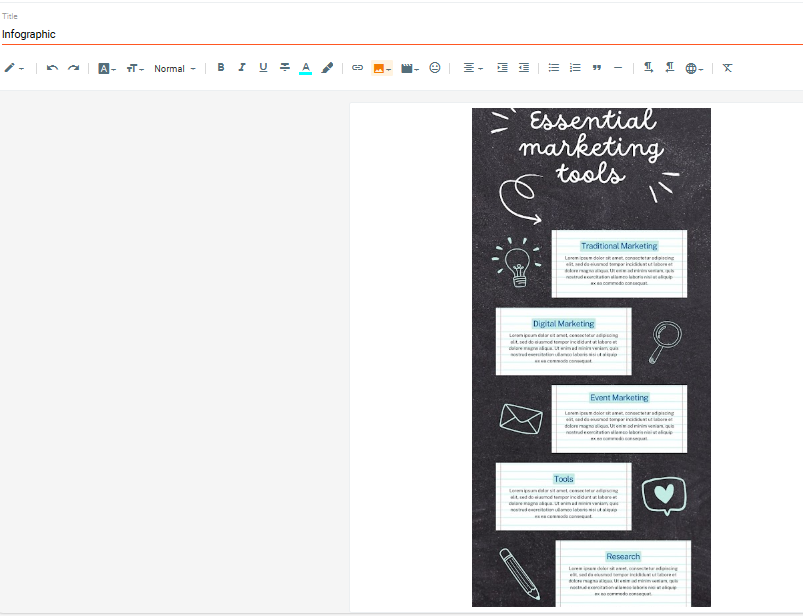 Title
Infographic
Normal
B I U S A
Essential
marketing
tools
Traditional Marketing
Lorem ipsum dolor sit amet, consectetur adipiscing
elit, sed do eiusmod tempor incididunt ut labore et
dolore magna aliqua. Ut enim ad minim veniam, quis
nostrud exercitation ullamco laboris nisi ut aliquip
ex ea commodo consequat.
Digital Marketing
Lorem ipsum dolor sit amet, consectetur adipiscing
elit, sed do eiusmod tempor incididunt ut labore et
dolore magna aliqua. Ut enim ad minim veniam, quis
nostrud exercitation ullamco laboris nisi ut aliquip
ex ea commodo consequat.
Event Marketing
Lorem ipsum dolor sit amet, consectetur adipiscing
elit, sed do eiusmod tempor incididunt ut labore et
dolore magna aliqua. Ut enim ad minim veniam, quis
nostrud exercitation ullamco laboris nisi ut aliquip
ex ea commodo consequat.
Tools
Lorem ipsum dolor sit amet, consectetur adipiscing
elit, sed do eiusmod tempor incididunt ut labore et
dolore magna aliqua. Ut enim ad minim veniam, quis
nostrud exercitation ullamco laboris nisi ut aliquip
ex ea commodo consequat.
Research
Lorem ipsum dolor sit amet, consectetur adipiscing
elit, sed do eiusmod tempor incididunt ut labore et
dolore magna aliqua. Ut enim ad minim veniam, quis
nostrud exercitation ullamco laboris nisi ut aliquip
ex ea commodo consequat.